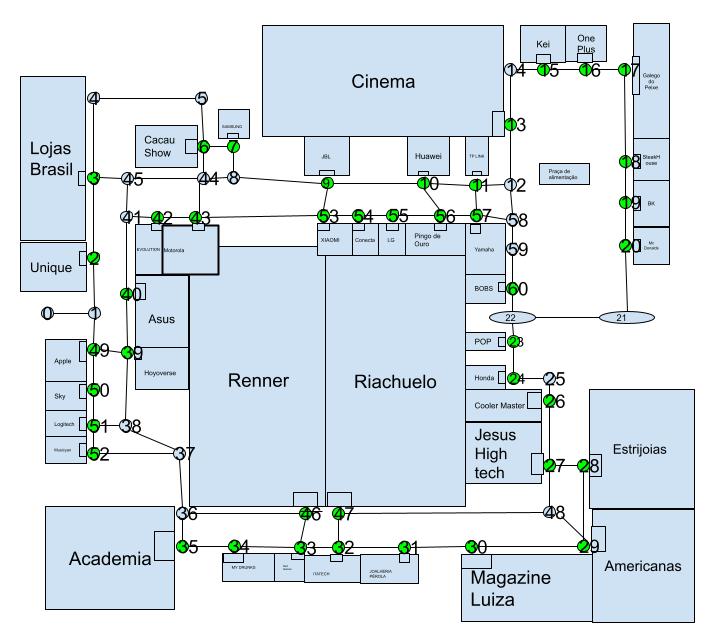 Kei
One
Plus
14
15
16
17
Galego
do
Peixe
Cinema
4
5
SAMSUNG
13
Lojas
Brasil
Cacau
Show
6
7
JBL
Huawei
TP LINK
SteakH
ouse
18
3
45
44
8
9
10
11
12
Praça de
alimentação
19
BK
41
42
43
53
54
55
56
57
58
EVOLUTION
Motorola
XIAOMI
Conecta
LG
Pingo de
Ouro
Yamaha
59
20
Mc
Donalds
2
Unique
40
BOBS
60
0
1
Asus
22
21
POP
23
49
39
Apple
Hoyoverse
Renner
Riachuelo
Honda
24
25
Sky
50
Cooler Master
26
Logitech
51
38
Jesus
High
tech
Estrijoias
52
37
27
28
36
46
47
48
Academia
35
34
33
32
31
30
29
MY DRUNKS
ITATECH
JOALHERIA
PÉROLA
Magazine
Luiza
Americanas